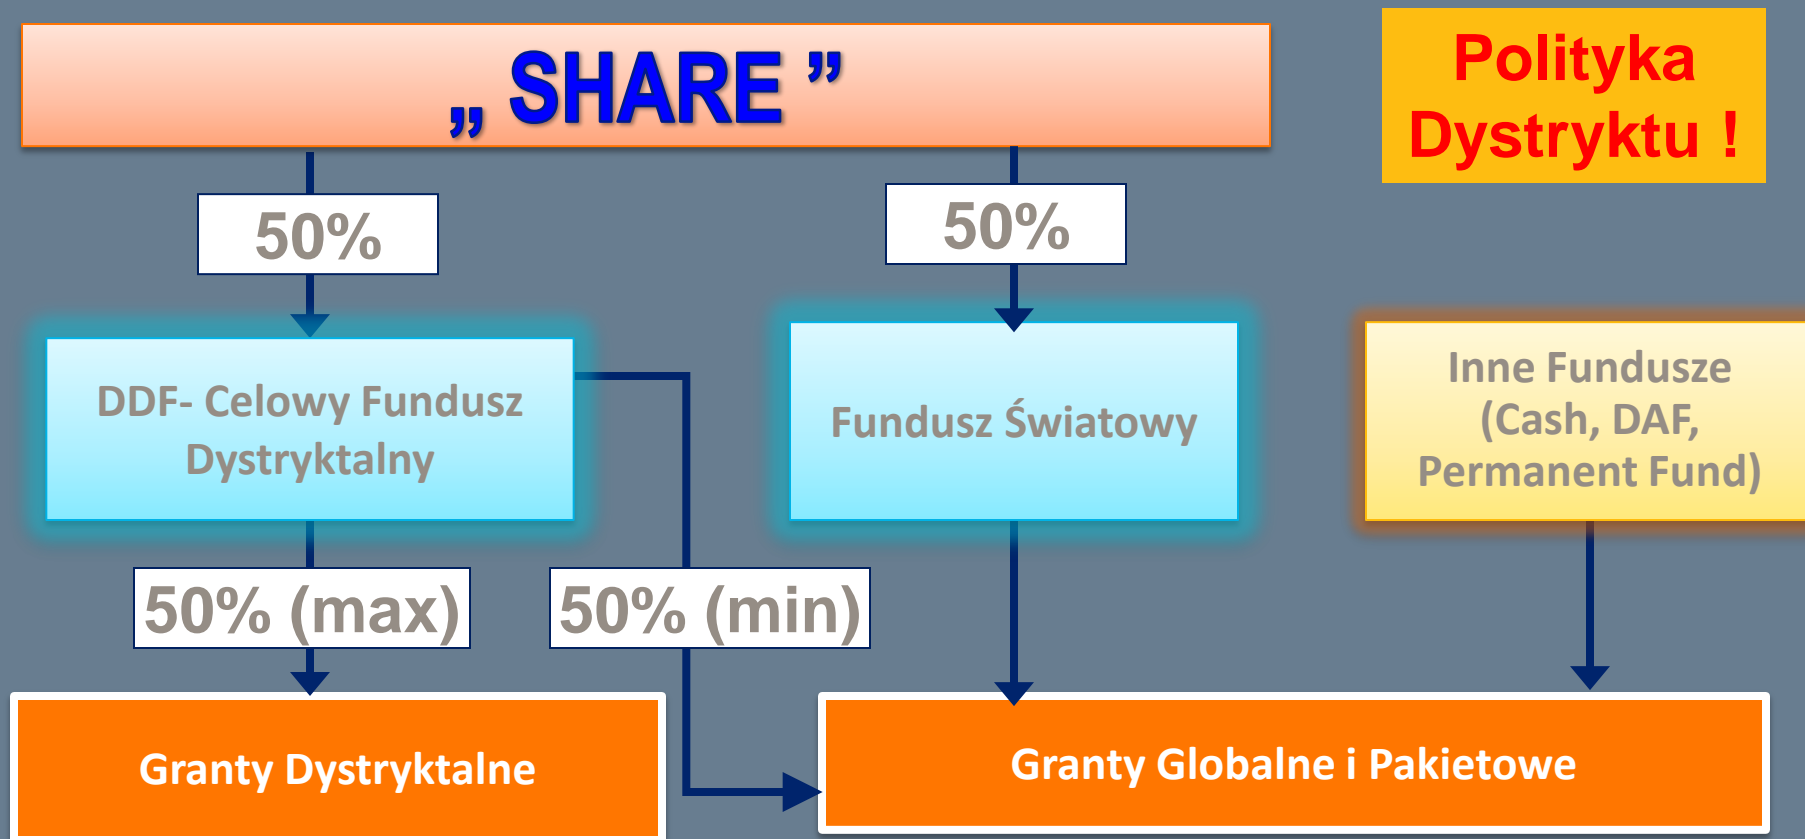 „ SHARE ”
Polityka
Dystryktu !
50%
50%
DDF- Celowy Fundusz
Dystryktalny
Fundusz Światowy
Inne Fundusze
(Cash, DAF,
Permanent Fund)
50% (max)
50% (min)
Granty Dystryktalne
Granty Globalne i Pakietowe